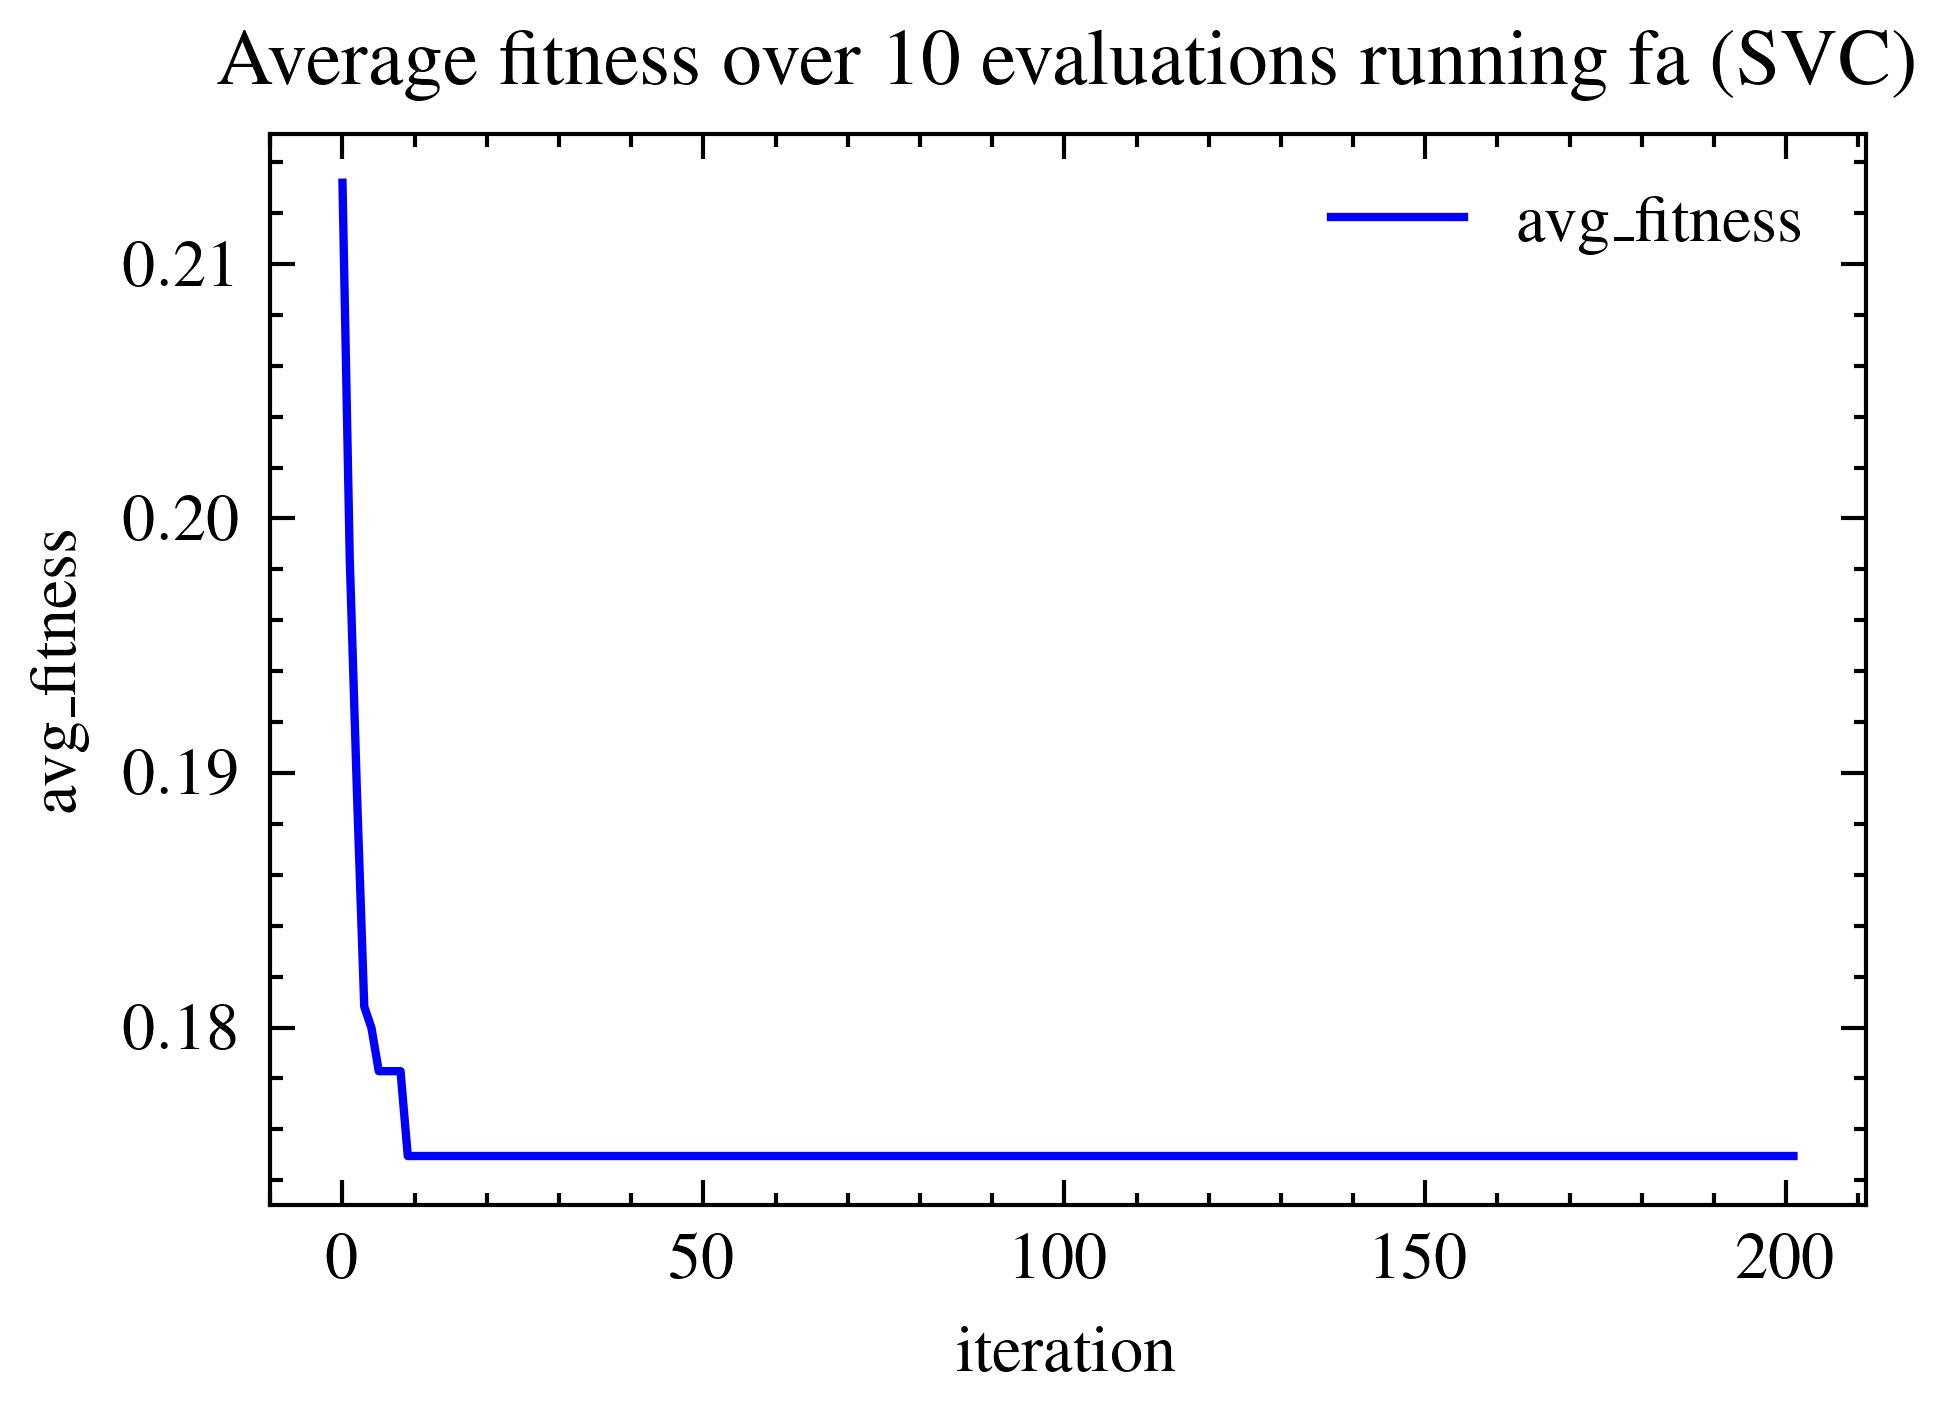 Average fitness over 10 evaluations running fa (SVC)
avg_fitness
0.21
0.20
0.19
0.18
avg_fitness
0 50 100 150 200
iteration